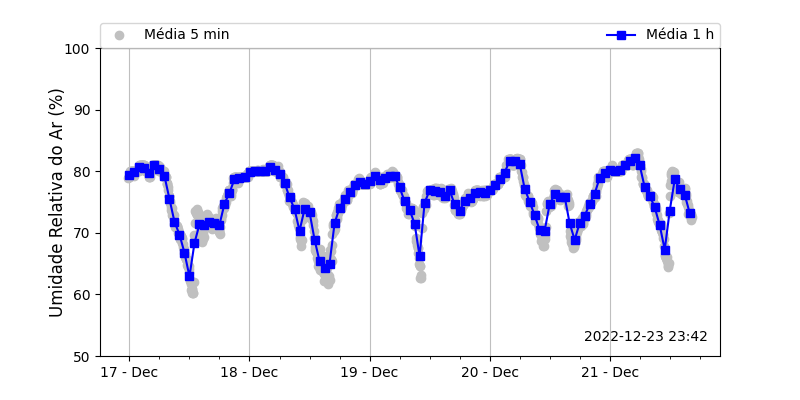 Média 5 min
Média 1 h
Umidade Relativa do Ar (%)
100
90
80
70
60
50
2022-12-23 23:42
17 - Dec
18 - Dec
19 - Dec
20 - Dec
21 - Dec